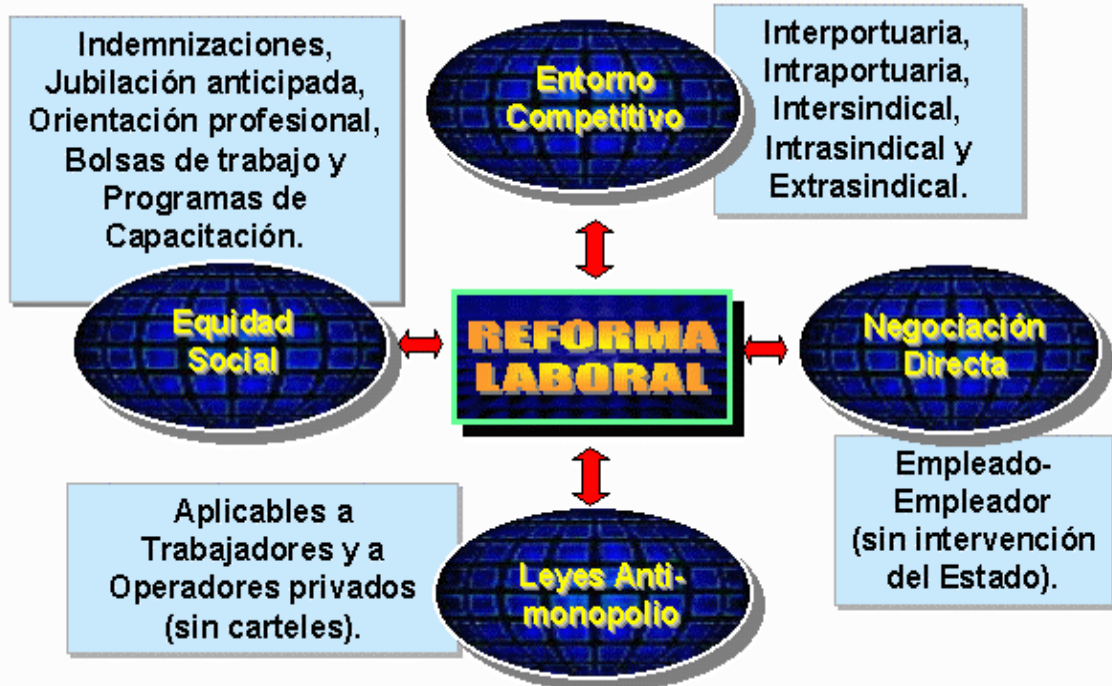 Indemnizaciones,
Jubilación anticipada,
Orientación profesional,
Bolsas de trabajo y
Programas de
Capacitación.
Equidad
Social
Entorno
Competitivo
Interportuaria,
Intraportuaria,
Intersindical,
Intrasindical y
Extrasindical.
REFORMA
LABORAL
Negociación
Directa
Empleado-
Empleador
(sin intervención
del Estado).
Aplicables a
Trabajadores y a
Operadores privados
(sin carteles).
Leyes Anti-
monopolio